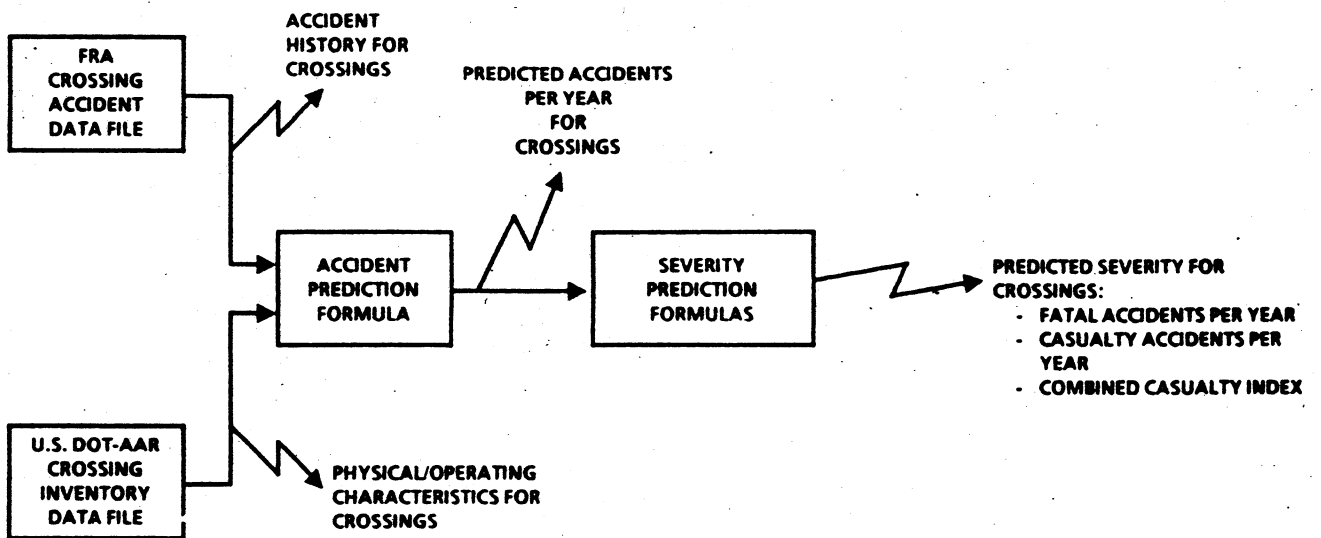 FRA
CROSSING
ACCIDENT
DATA FILE
ACCIDENT
HISTORY FOR
CROSSINGS
PREDICTED ACCIDENTS
PER YEAR
FOR
CROSSINGS
ACCIDENT
PREDICTION
FORMULA
SEVERITY
PREDICTION
FORMULAS
PREDICTED SEVERITY FOR
CROSSINGS:
- FATAL ACCIDENTS PER YEAR
- CASUALTY ACCIDENTS PER
YEAR
- COMBINED CASUALTY INDEX
U.S. DOT-AAR
CROSSING
INVENTORY
DATA FILE
PHYSICAL/OPERATING
CHARACTERISTICS FOR
CROSSINGS